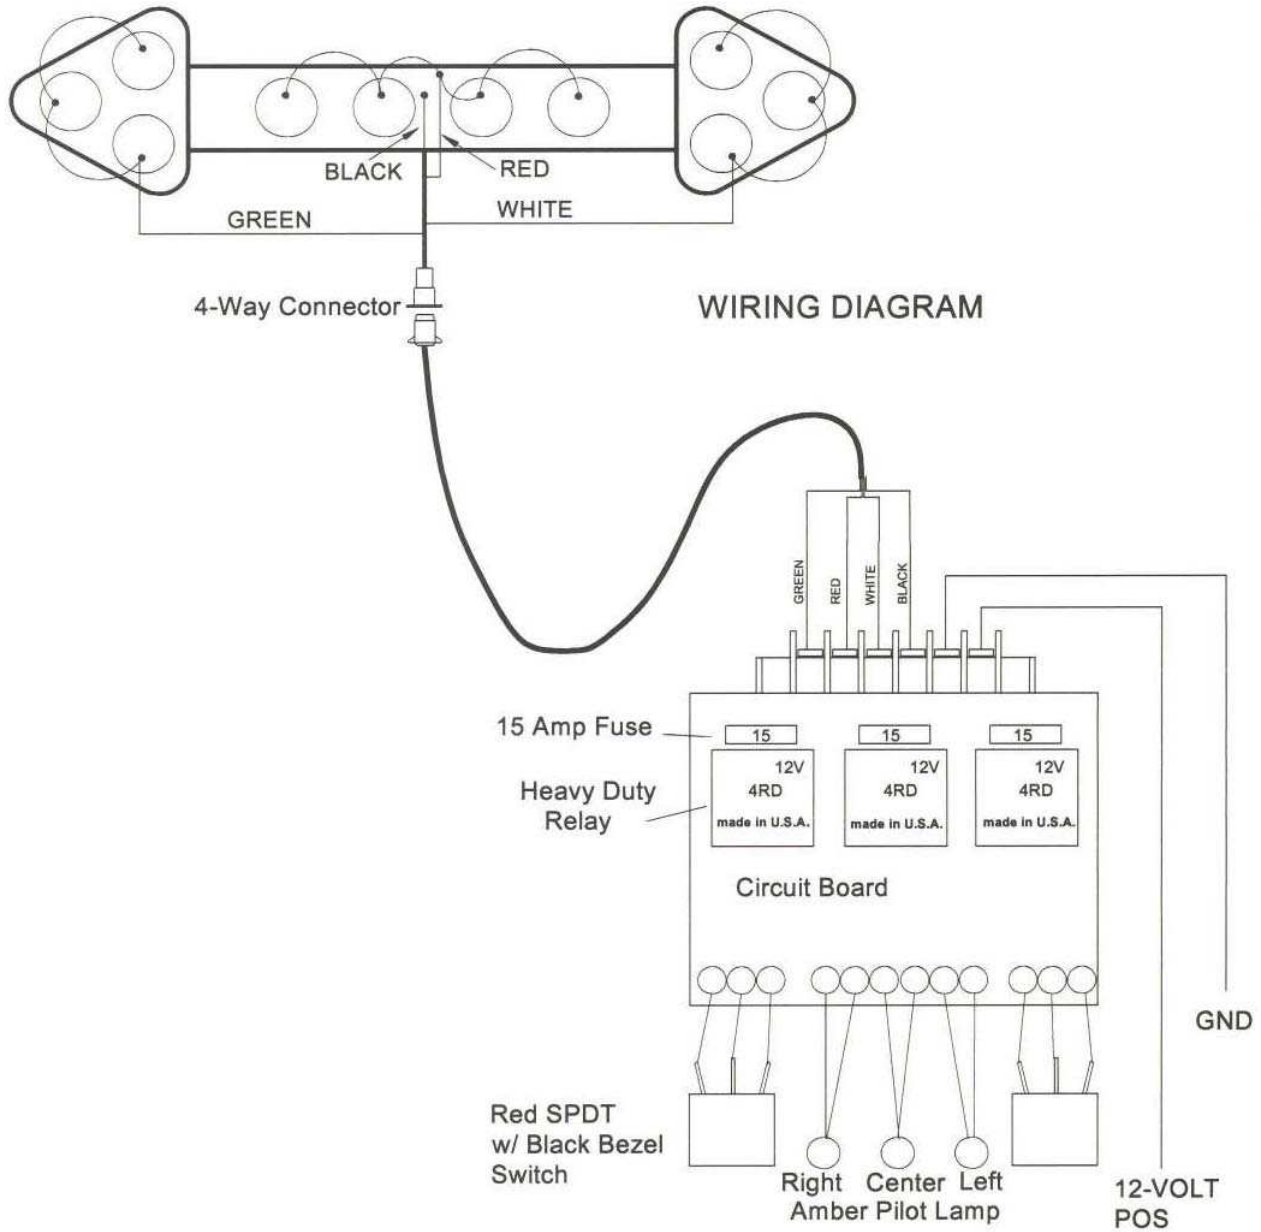 BLACK
RED
GREEN
WHITE
4-Way Connector
WIRING DIAGRAM
GREEN
RED
WHITE
BLACK
15 Amp Fuse
15
15
15
Heavy Duty
Relay
12V
4RD
made in U.S.A.
12V
4RD
made in U.S.A.
12V
4RD
made in U.S.A.
Circuit Board
GND
Red SPDT
w/ Black Bezel
Switch
Right Center Left
Amber Pilot Lamp
12-VOLT
POS